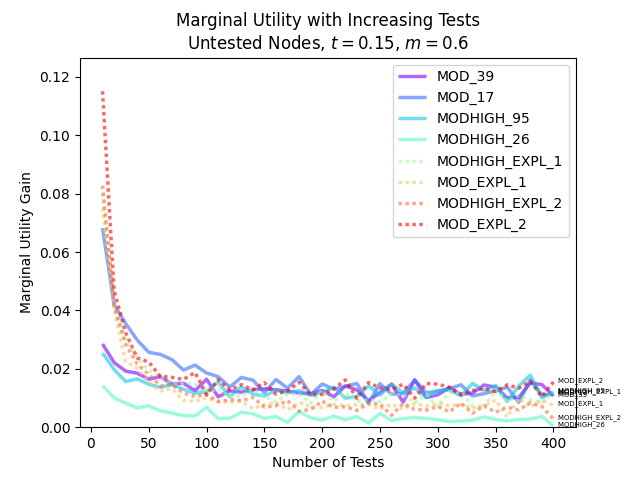 Marginal Utility with Increasing Tests
Untested Nodes, t = 0.15, m = 0.6
Marginal Utility Gain
0.12
0.10
0.08
0.06
0.04
0.02
0.00
MOD_39
MOD_17
MODHIGH_95
MODHIGH_26
MODHIGH_EXPL_1
MOD_EXPL_1
MODHIGH_EXPL_2
MOD_EXPL_2
MOD_EXPL_2
MOD_EXPL_1
MODHIGH_EXPL_2
MODHIGH_26
0 50 100 150 200 250 300 350 400
Number of Tests